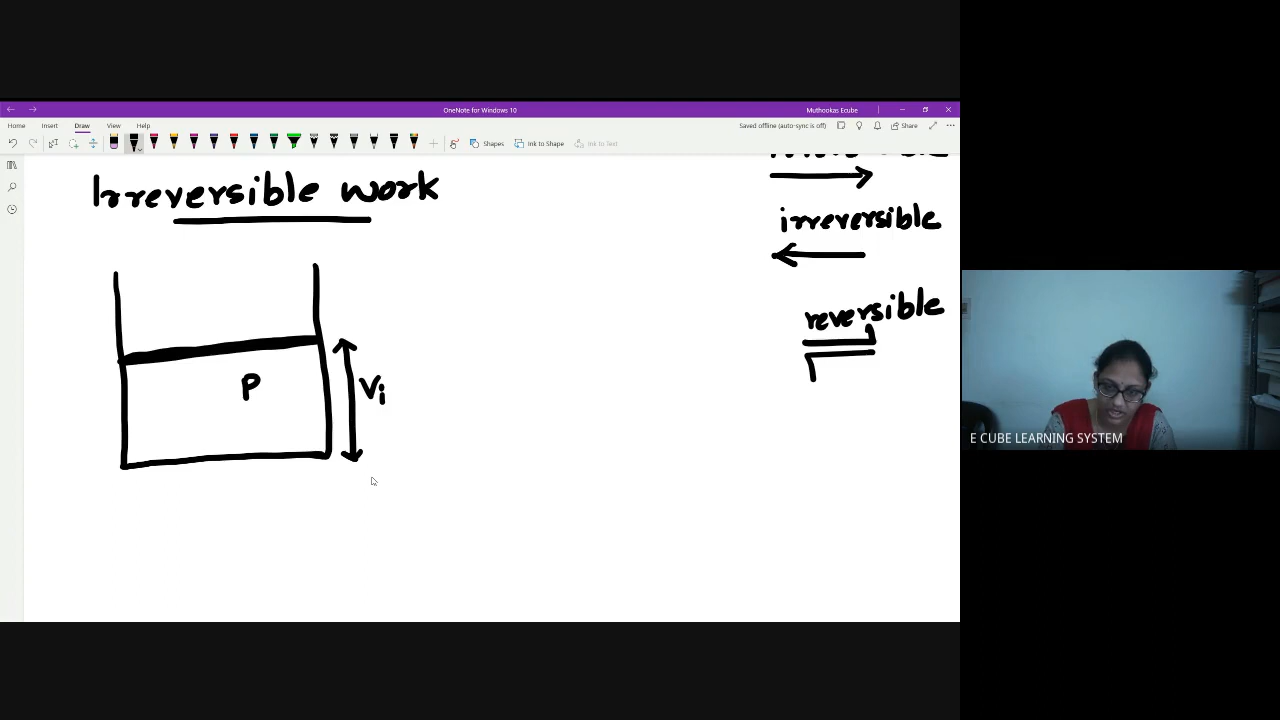 OneNote for Windows 10
Muthookas Ecube
Home Insert Draw View Help
Saved offline (auto-sync is off)
Share
Shapes
Ink to Shape
Ink to Text
Irreversible work
irreversible
reversible
P
Vi
E CUBE LEARNING SYSTEM